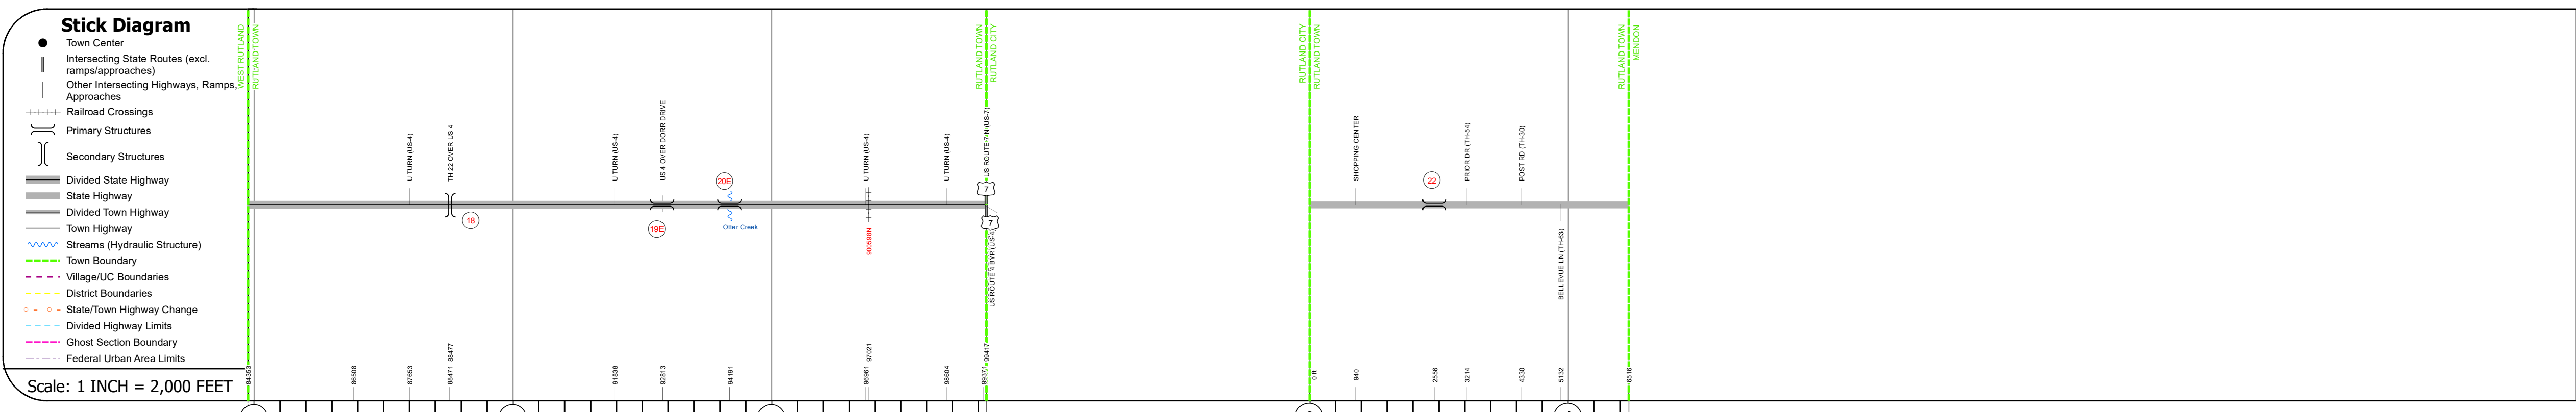 Stick Diagram
Town Center
Intersecting State Routes (excl.
ramps/approaches)
Other Intersecting Highways, Ramps,
Approaches
Railroad Crossings
Primary Structures
Secondary Structures
Divided State Highway
State Highway
Divided Town Highway
Town Highway
Streams (Hydraulic Structure)
Town Boundary
Village/UC Boundaries
District Boundaries
State/Town Highway Change
Divided Highway Limits
Ghost Section Boundary
Federal Urban Area Limits
Scale: 1 INCH = 2,000 FEET
WEST RUTLAND
RUTLAND TOWN
RUTLAND TOWN
RUTLAND CITY
RUTLAND CITY
RUTLAND TOWN
RUTLAND TOWN
MENDON
U TURN (US-4)
TH 22 OVER US 4
U TURN (US-4)
US 4 OVER DORR DRIVE
U TURN (US-4)
U TURN (US-4)
US ROUTE 7 N (US-7)
SHOPPING CENTER
PRIOR DR (TH-54)
POST RD (TH-30)
18
19E
20E
22
7
7
Otter Creek
900598N
US ROUTE 4 BYP (US-4)
BELLEVUE LN (TH-63)
84353
86508
87653
88471
88477
91838
92813
94191
96961
97021
98604
99371
99417
0 ft
940
2556
3214
4330
5132
6516